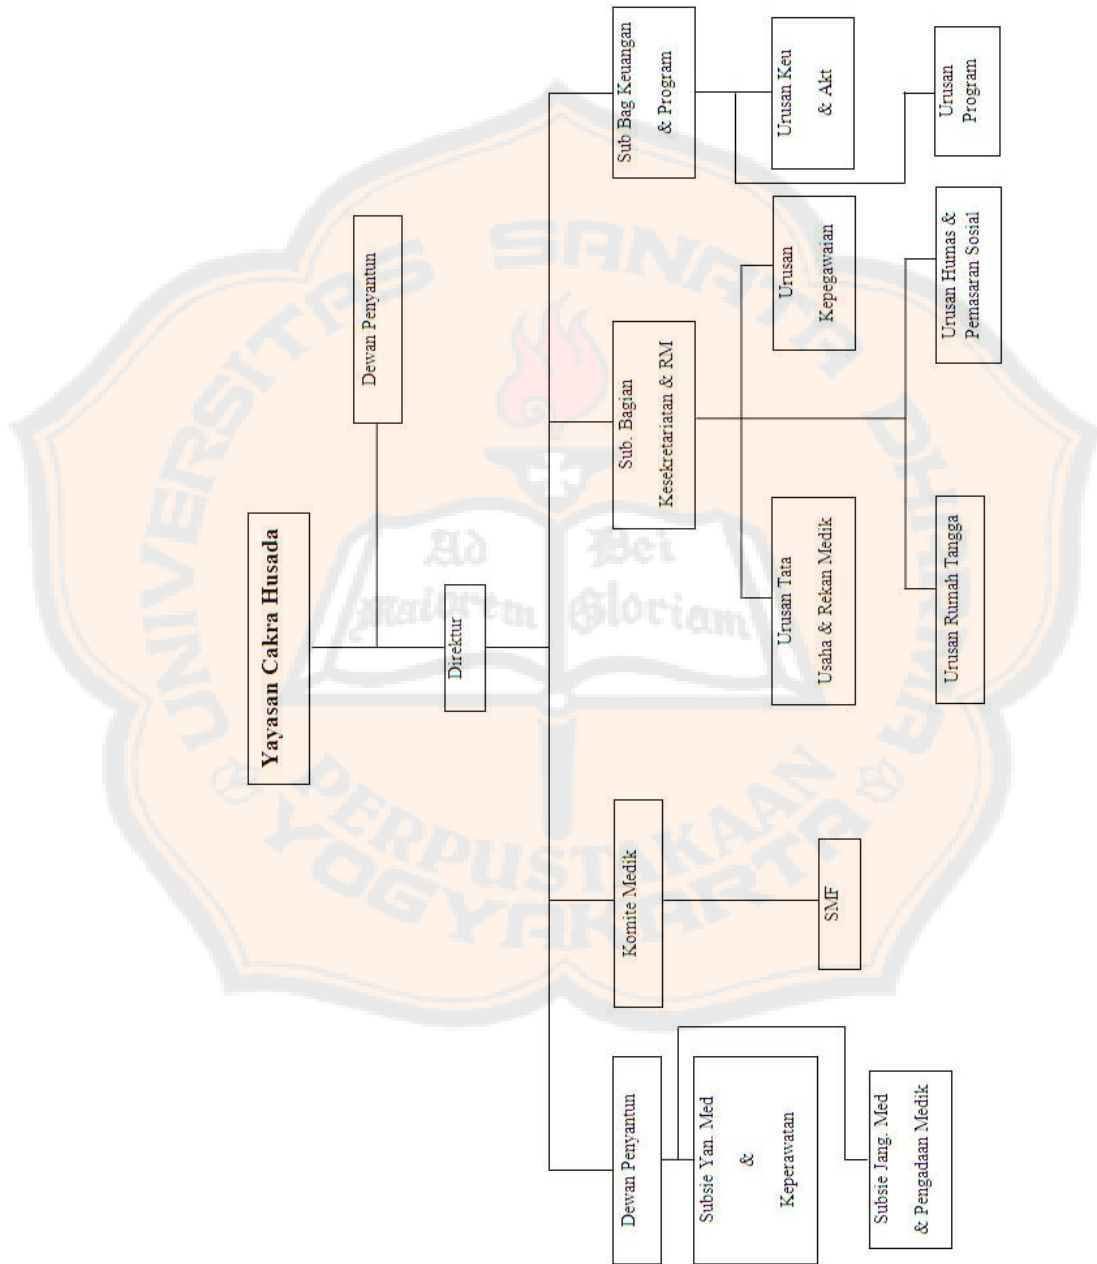 Yayasan Cakra Husada
Dewan Penyantun
Direktur
Dewan Penyantun
Komite Medik
Sub. Bagian
Kesekretariatan & RM
Sub Bag Keuangan
& Program
Subsie Yan. Med
&
Keperawatan
Subsie Jang. Med
& Pengadaan Medik
SMF
Urusan Tata
Usaha & Rekan Medik
Urusan
Kepegawaian
Urusan Rumah Tangga
Urusan Humas &
Pemasaran Sosial
Urusan Keu
& Akt
Urusan
Program
UNIVERSITAS SANATA DHARMA
Ad
Maiorem
Dei
Gloriam
PERPUSTAKAAN
YOGYAKARTA